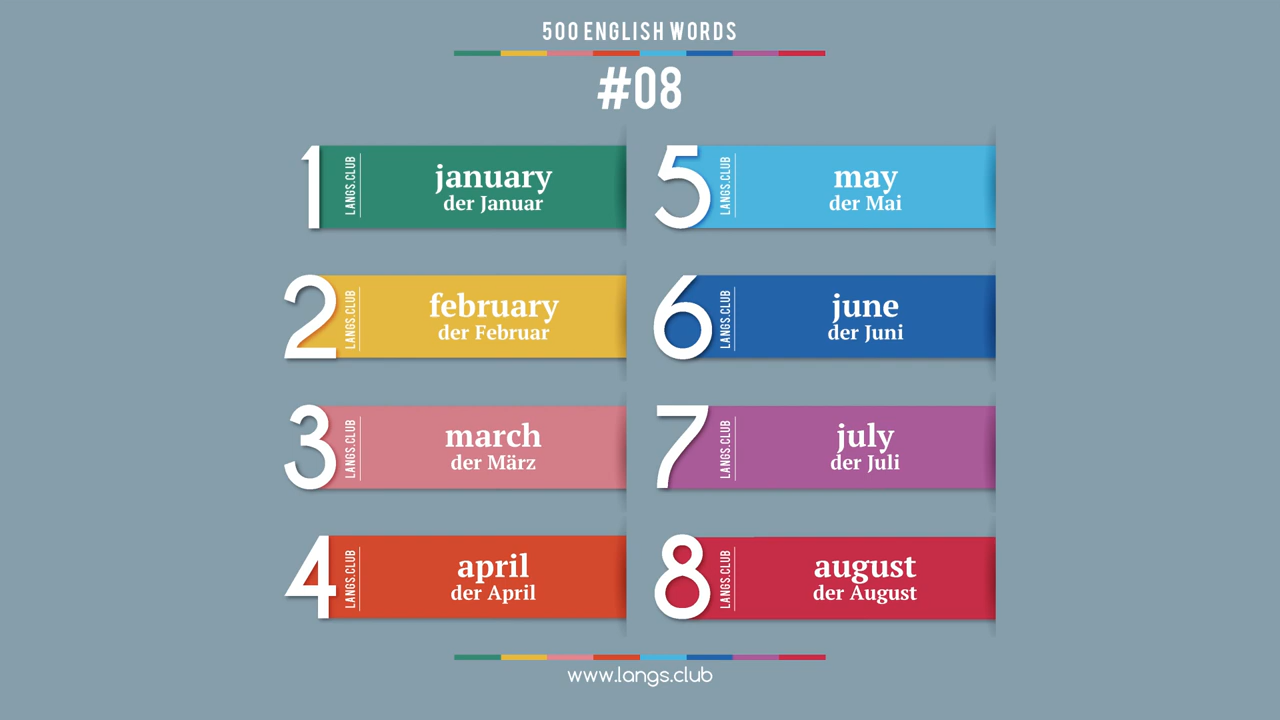 500 ENGLISH WORDS
#08
1
LANGS.CLUB
january
der Januar
2
LANGS.CLUB
february
der Februar
3
LANGS.CLUB
march
der März
4
LANGS.CLUB
april
der April
5
LANGS.CLUB
may
der Mai
6
LANGS.CLUB
june
der Juni
7
LANGS.CLUB
july
der Juli
8
LANGS.CLUB
august
der August
www.langs.club